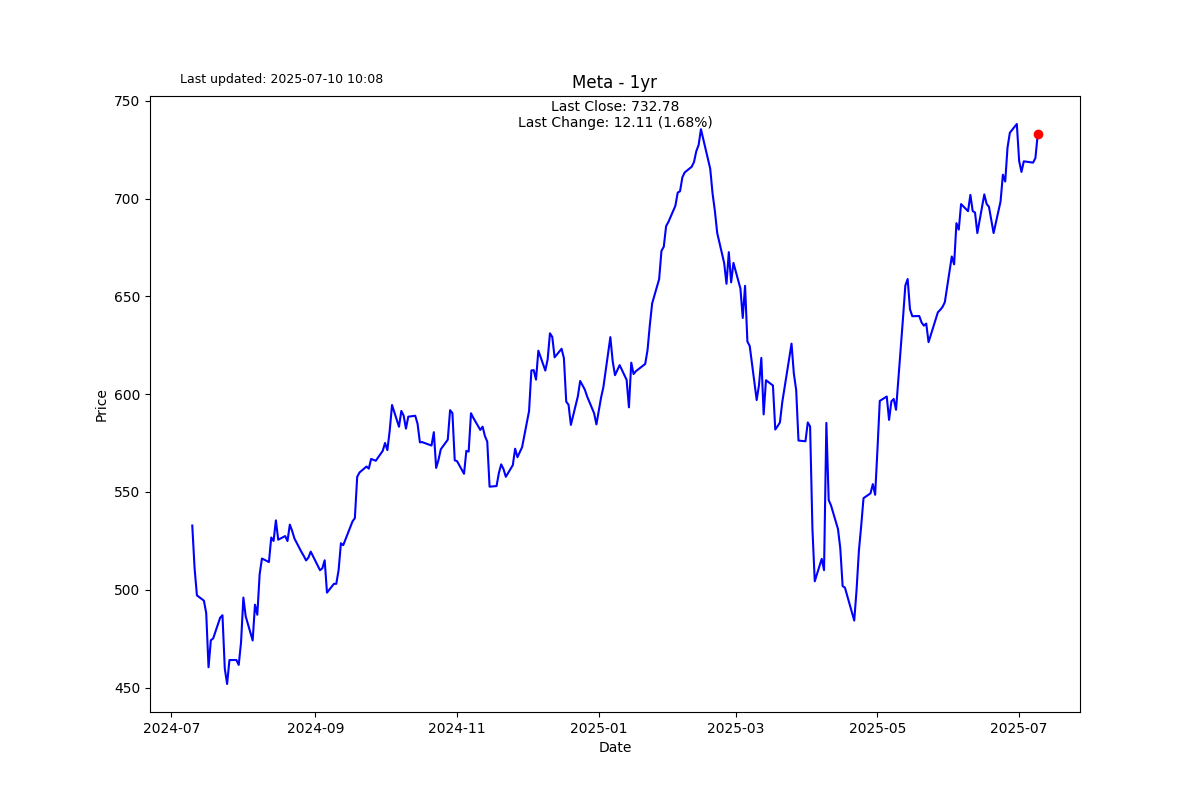 Last updated: 2025-07-10 10:08
Meta - 1yr
Last Close: 732.78
Last Change: 12.11 (1.68%)
750
700
650
600
550
500
450
Price
2024-07
2024-09
2024-11
2025-01
2025-03
2025-05
2025-07
Date